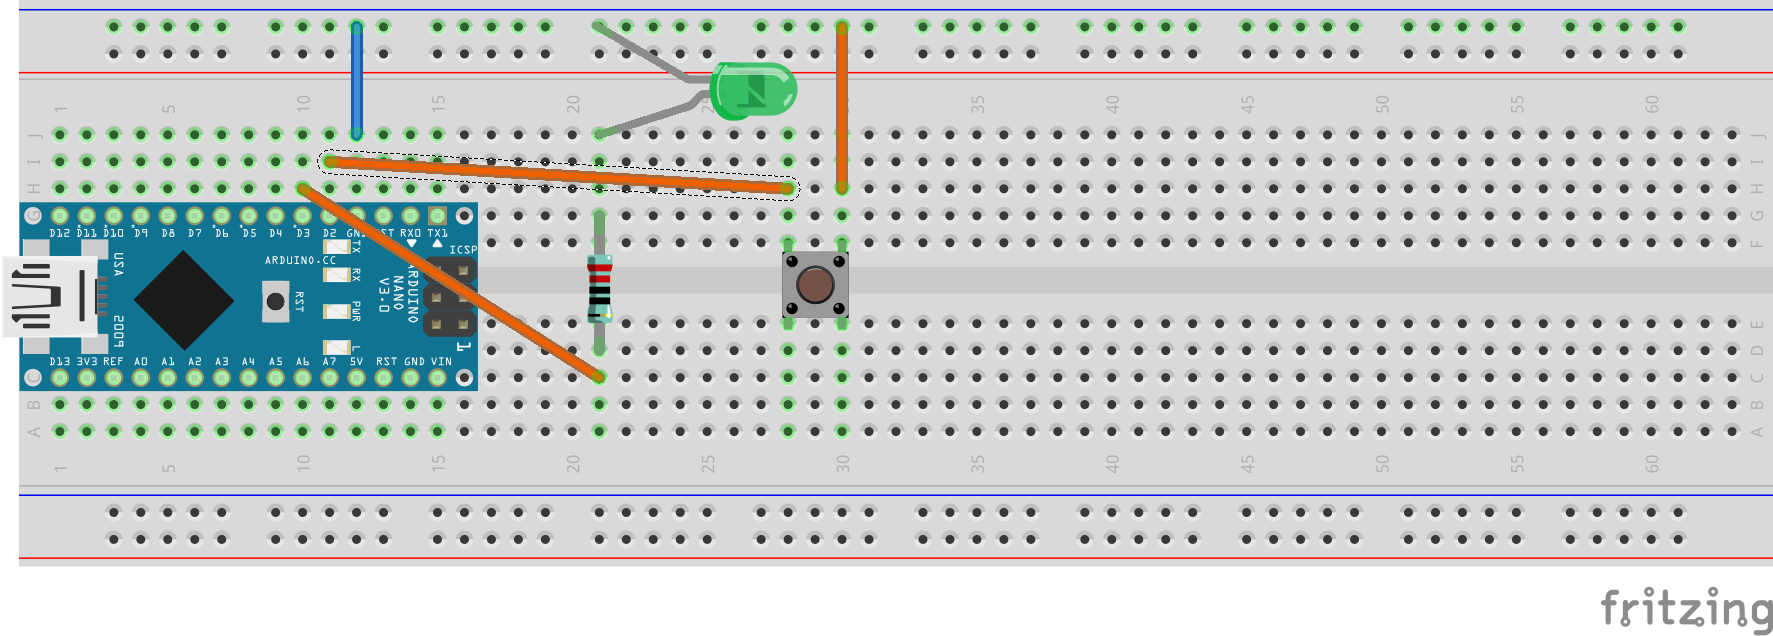 1 5 10 15 20 25 30 35 40 45 50 55 60
J J
I I
H H
G G
D12 D11 D10 D9 D8 D7 D6 D5 D4 D3 D2 GND RST RX0 TX1
F
ICSP
TX
USA
ARDUINO.CC
RX
RST
ARDUINO
NANO
V3.0
PWR
E
2009
L
1
D
D13 3V3 REF A0 A1 A2 A3 A4 A5 A6 A7 5V RST GND VIN
C C
B B
A A
1 5 10 15 20 25 30 35 40 45 50 55 60
fritzing